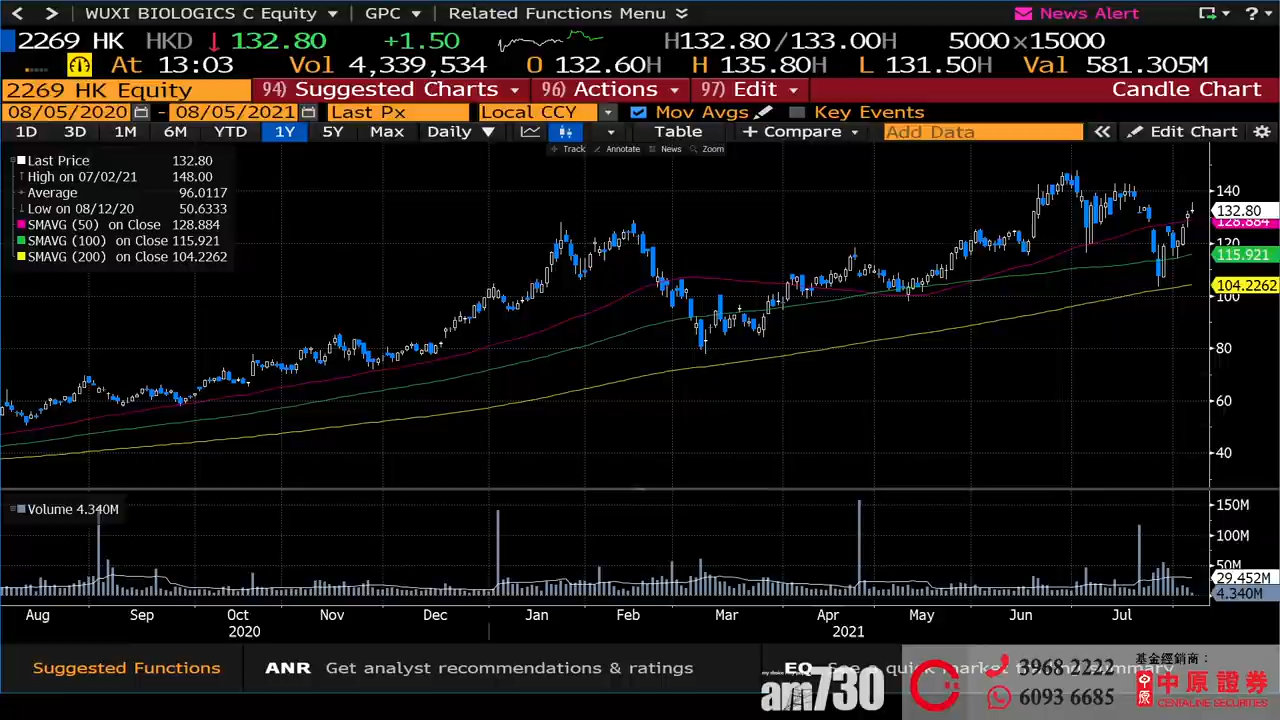 < > WUXI BIOLOGICS C Equity GPC Related Functions Menu News Alert ?
2269 HK HKD ↓ 132.80 +1.50 H132.80/133.00H 5000×15000
At 13:03 Vol 4,339,534 O 132.60H H 135.80H L 131.50H Val 581.305M
2269 HK Equity 94) Suggested Charts 96) Actions 97) Edit Candle Chart
08/05/2020 - 08/05/2021 Last Px Local CCY Mov Avgs Key Events
1D 3D 1M 6M YTD 1Y 5Y Max Daily ▼ Table + Compare Add Data « Edit Chart
Track Annotate News Zoom
Last Price 132.80
High on 07/02/21 148.00
Average 96.0117
Low on 08/12/20 50.6333
SMAVG (50) on Close 128.884
SMAVG (100) on Close 115.921
SMAVG (200) on Close 104.2262
140
132.80
128.884
120
115.921
104.2262
100
80
60
40
Volume 4.340M
150M
100M
50M
29.452M
4.340M
Aug Sep Oct Nov Dec Jan Feb Mar Apr May Jun Jul
2020 2021
Suggested Functions ANR Get analyst recommendations & ratings EQ See a quick market summary
am730
3968 2222
6093 6685
基金經銷商：
中原證券
CENTALINE SECURITIES
中原